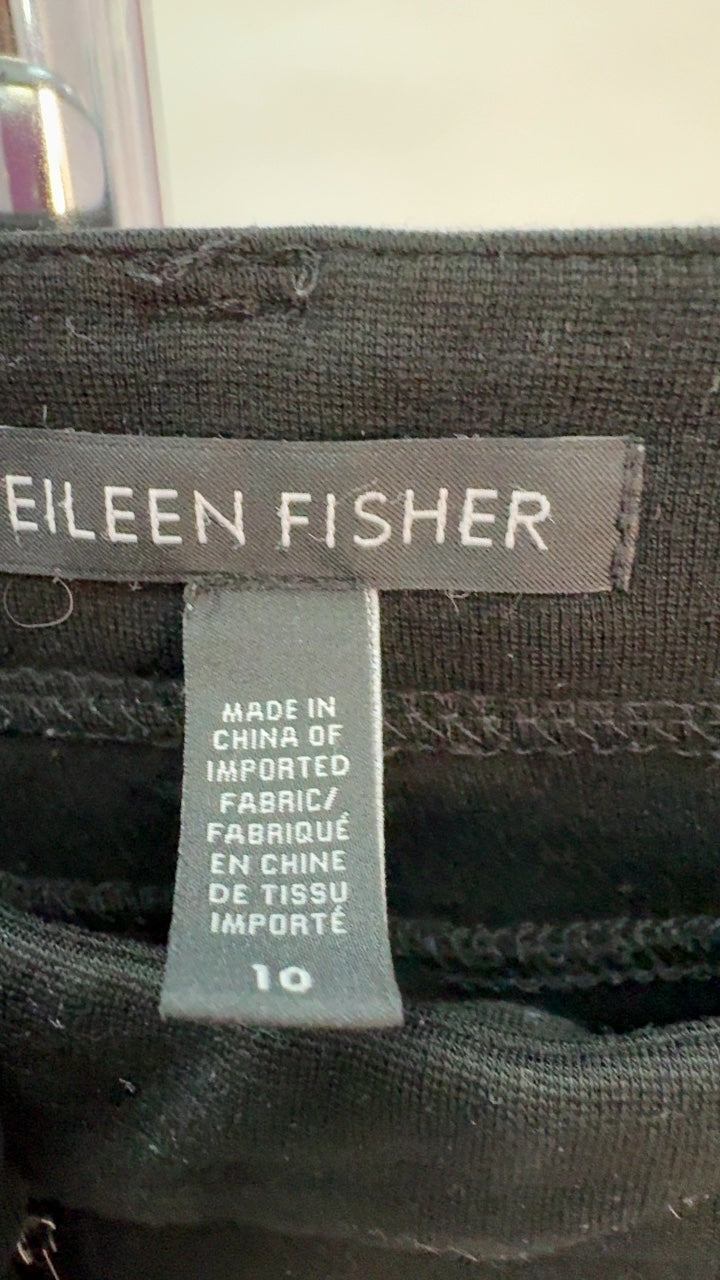 EILEEN FISHER
MADE IN
CHINA OF
IMPORTED
FABRIC/
FABRIQUÉ
EN CHINE
DE TISSU
IMPORTÉ
10